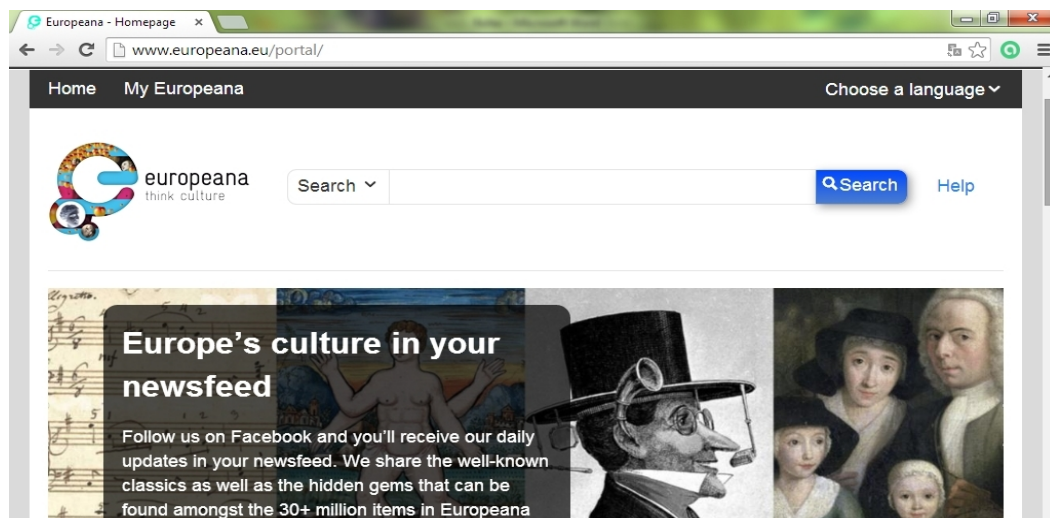 Europeana - Homepage
www.europeana.eu/portal/
Home My Europeana Choose a language
europeana
think culture
Search Search Help
Allegretto.
Europe's culture in your
newsfeed
Follow us on Facebook and you'll receive our daily
updates in your newsfeed. We share the well-known
classics as well as the hidden gems that can be
found amongst the 30+ million items in Europeana